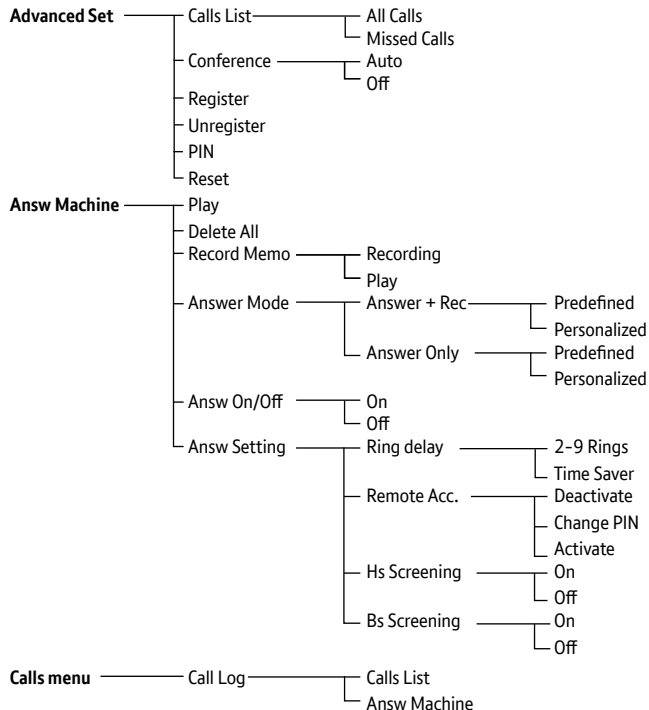 Advanced Set Calls List All Calls
Missed Calls
Conference Auto
Off
Register
Unregister
PIN
Reset
Answ Machine Play
Delete All
Record Memo Recording
Play
Answer Mode Answer + Rec Predefined
Personalized
Answer Only Predefined
Personalized
Answ On/Off On
Off
Answ Setting Ring delay 2-9 Rings
Time Saver
Remote Acc. Deactivate
Change PIN
Activate
Hs Screening On
Off
Bs Screening On
Off
Calls menu Call Log Calls List
Answ Machine